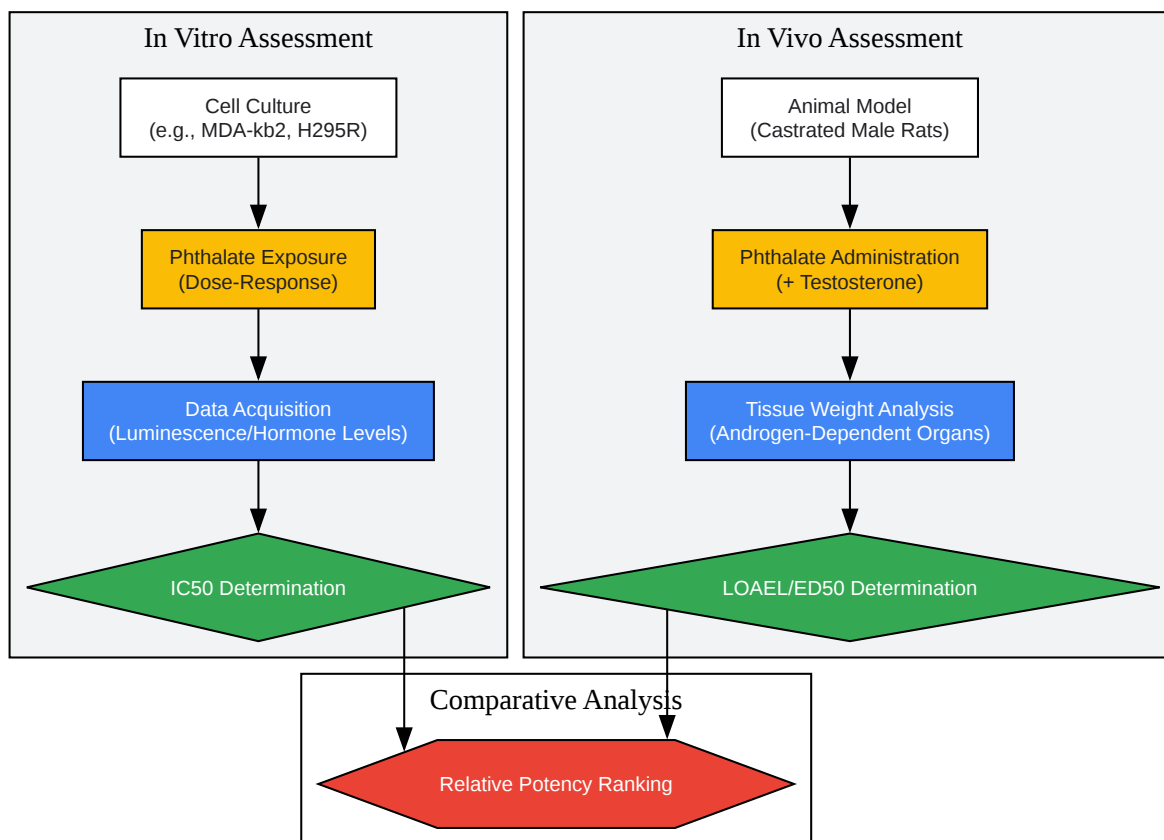 In Vitro Assessment
Cell Culture
(e.g., MDA-kb2, H295R)
Phthalate Exposure
(Dose-Response)
Data Acquisition
(Luminescence/Hormone Levels)
IC50 Determination
In Vivo Assessment
Animal Model
(Castrated Male Rats)
Phthalate Administration
(+ Testosterone)
Tissue Weight Analysis
(Androgen-Dependent Organs)
LOAEL/ED50 Determination
Comparative Analysis
Relative Potency Ranking